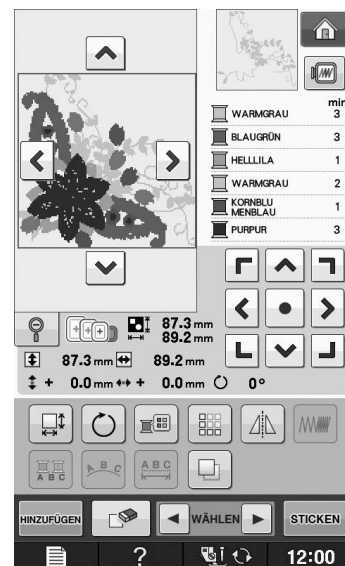 min
WARMGRAU 3
BLAUGRÜN 3
HELLLILA 1
WARMGRAU 2
KORNBLU
MENBLAU 1
PURPUR 3
87.3 mm
89.2 mm
87.3 mm 89.2 mm
+ 0.0 mm + 0.0 mm 0°
A B C
A B C
A B C
HINZUFÜGEN WÄHLEN STICKEN
? 12:00